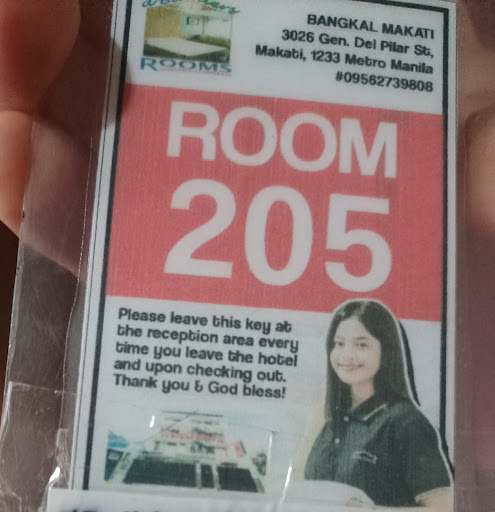 ROOMS
BANGKAL MAKATI
3026 Gen. Del Pilar St,
Makati, 1233 Metro Manila
#09562739808
ROOM
205
Please leave this key at
the reception area every
time you leave the hotel
and upon checking out.
Thank you & God bless!